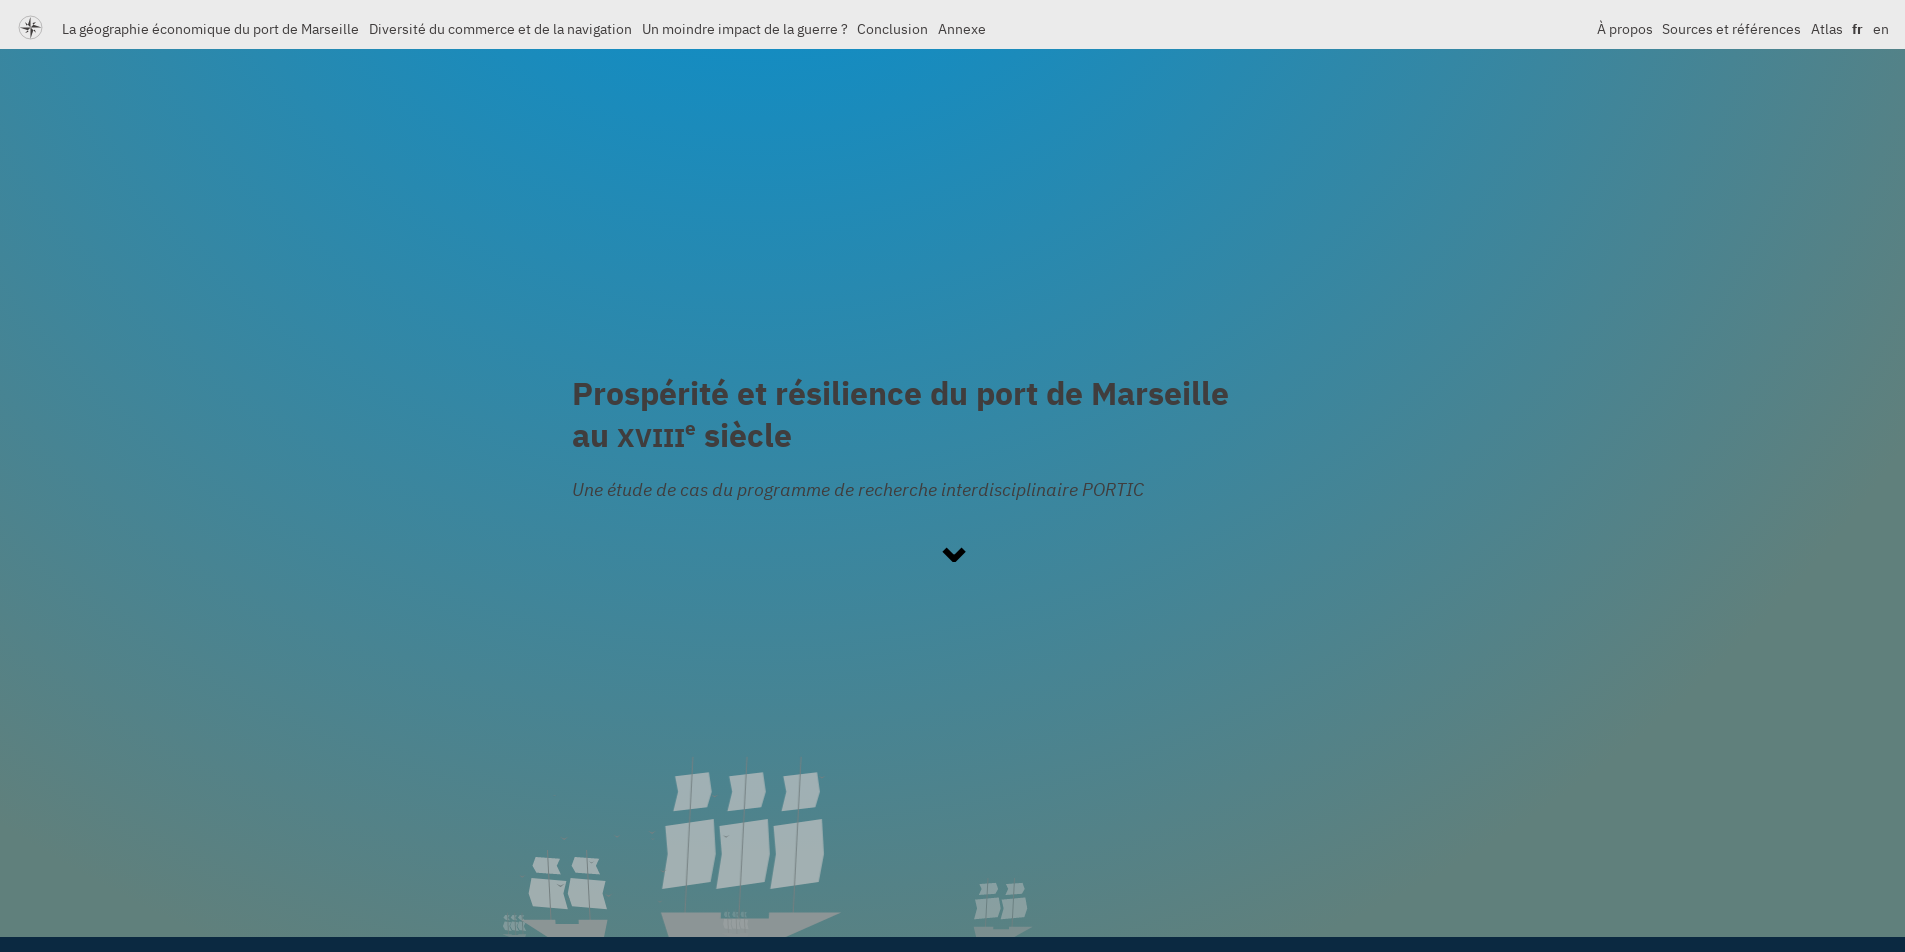 La géographie économique du port de Marseille Diversité du commerce et de la navigation Un moindre impact de la guerre ? Conclusion Annexe À propos Sources et références Atlas fr en
Prospérité et résilience du port de Marseille
au XVIIIe siècle
Une étude de cas du programme de recherche interdisciplinaire PORTIC